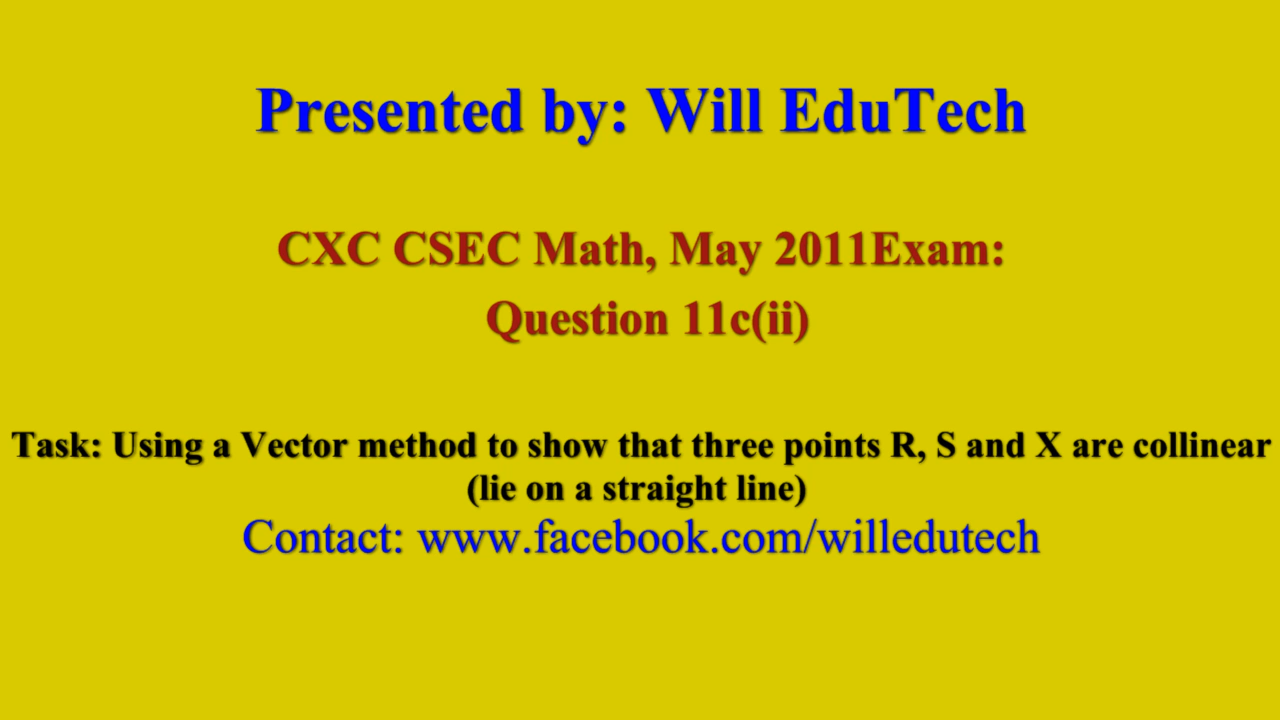 Presented by: Will EduTech
CXC CSEC Math, May 2011Exam:
Question 11c(ii)
Task: Using a Vector method to show that three points R, S and X are collinear
(lie on a straight line)
Contact: www.facebook.com/willedutech